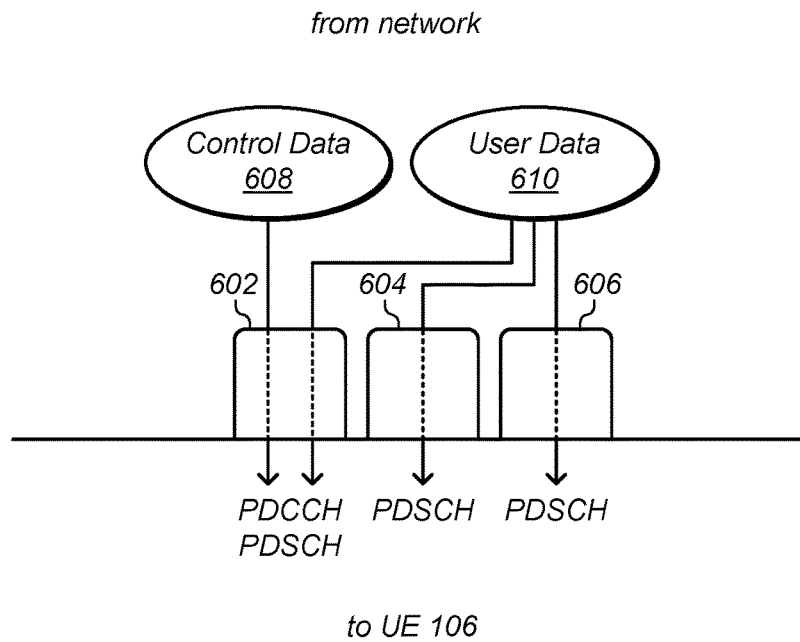 from network
Control Data
608
User Data
610
602
604
606
PDCCH
PDSCH
PDSCH
PDSCH
to UE 106